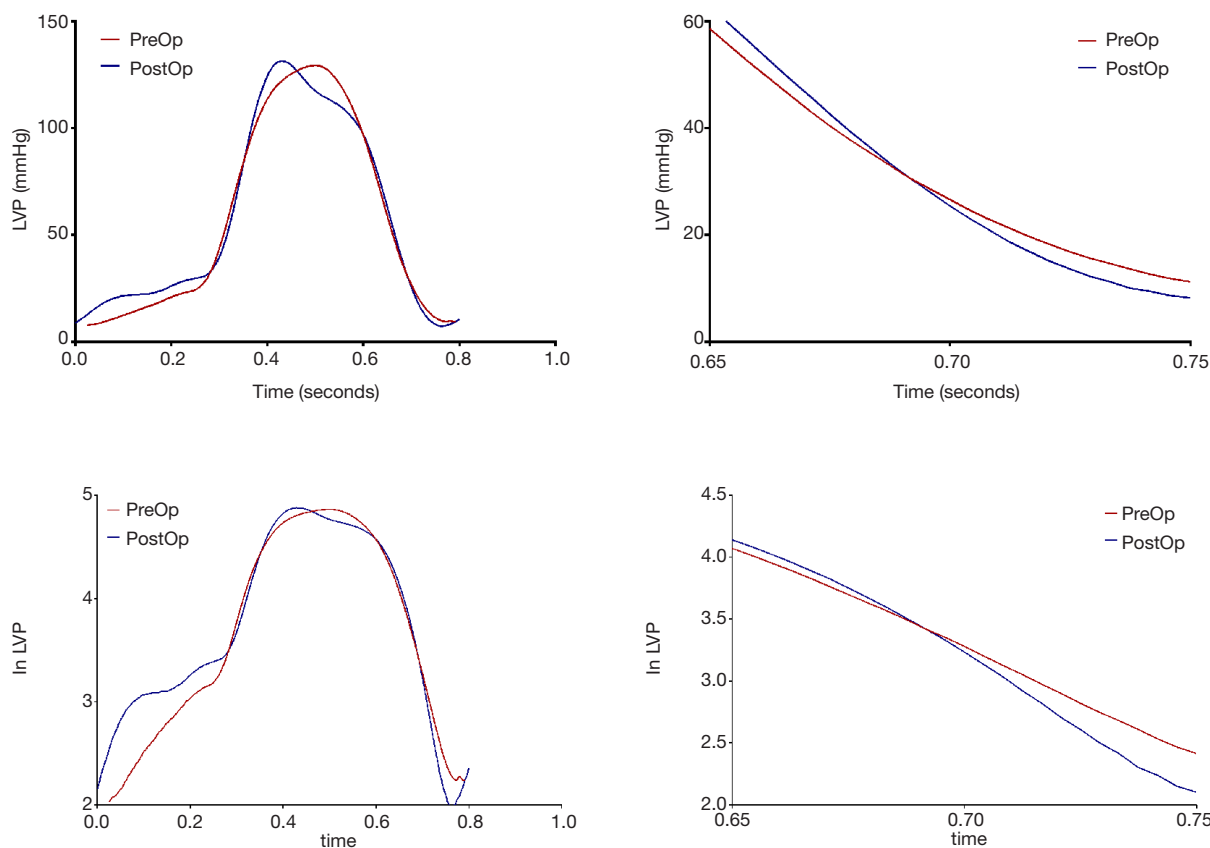 150
100
50
0
LVP (mmHg)
PreOp
PostOp
0.0 0.2 0.4 0.6 0.8 1.0
Time (seconds)
60
40
20
0
LVP (mmHg)
PreOp
PostOp
0.65 0.70 0.75
Time (seconds)
5
4
3
2
In LVP
PreOp
PostOp
0.0 0.2 0.4 0.6 0.8 1.0
time
4.5
4.0
3.5
3.0
2.5
2.0
In LVP
PreOp
PostOp
0.65 0.70 0.75
time